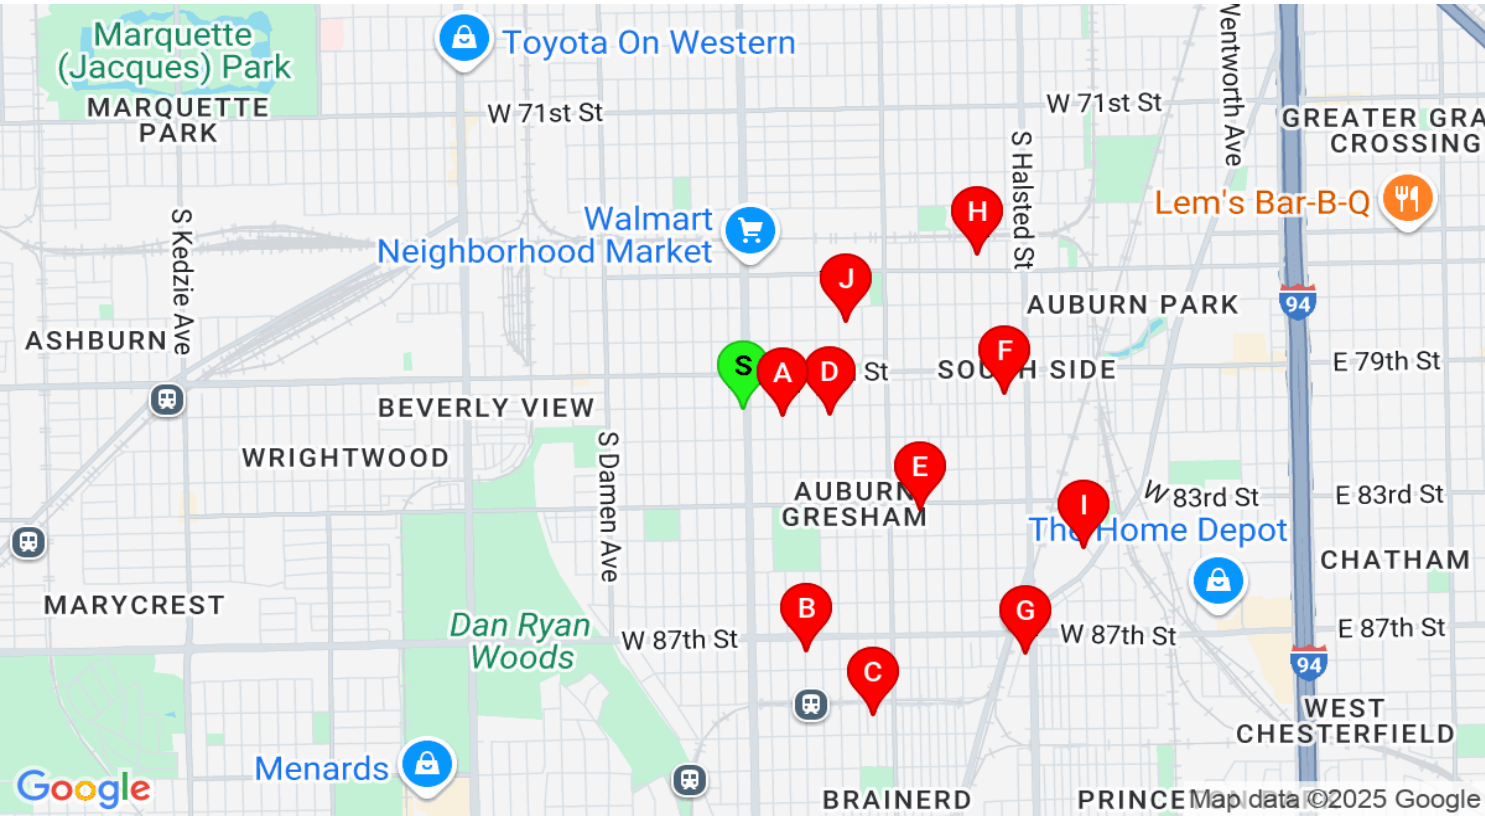 Marquette
(Jacques) Park
MARQUETTE
PARK
Toyota On Western
W 71st St
W 71st St
Wentworth Ave
GREATER GRA
CROSSING
S Halsted St
Lem's Bar-B-Q
H
Walmart
Neighborhood Market
S Kedzie Ave
J
AUBURN PARK
94
ASHBURN
S
A
D
St
F
SOUTH SIDE
E 79th St
BEVERLY VIEW
WRIGHTWOOD
S Damen Ave
E
AUBURN
GRESHAM
I
W 83rd St
E 83rd St
The Home Depot
CHATHAM
MARYCREST
B
G
Dan Ryan
Woods
W 87th St
W 87th St
E 87th St
C
94
WEST
CHESTERFIELD
Menards
Google
BRAINERD
Map data ©2025 Google